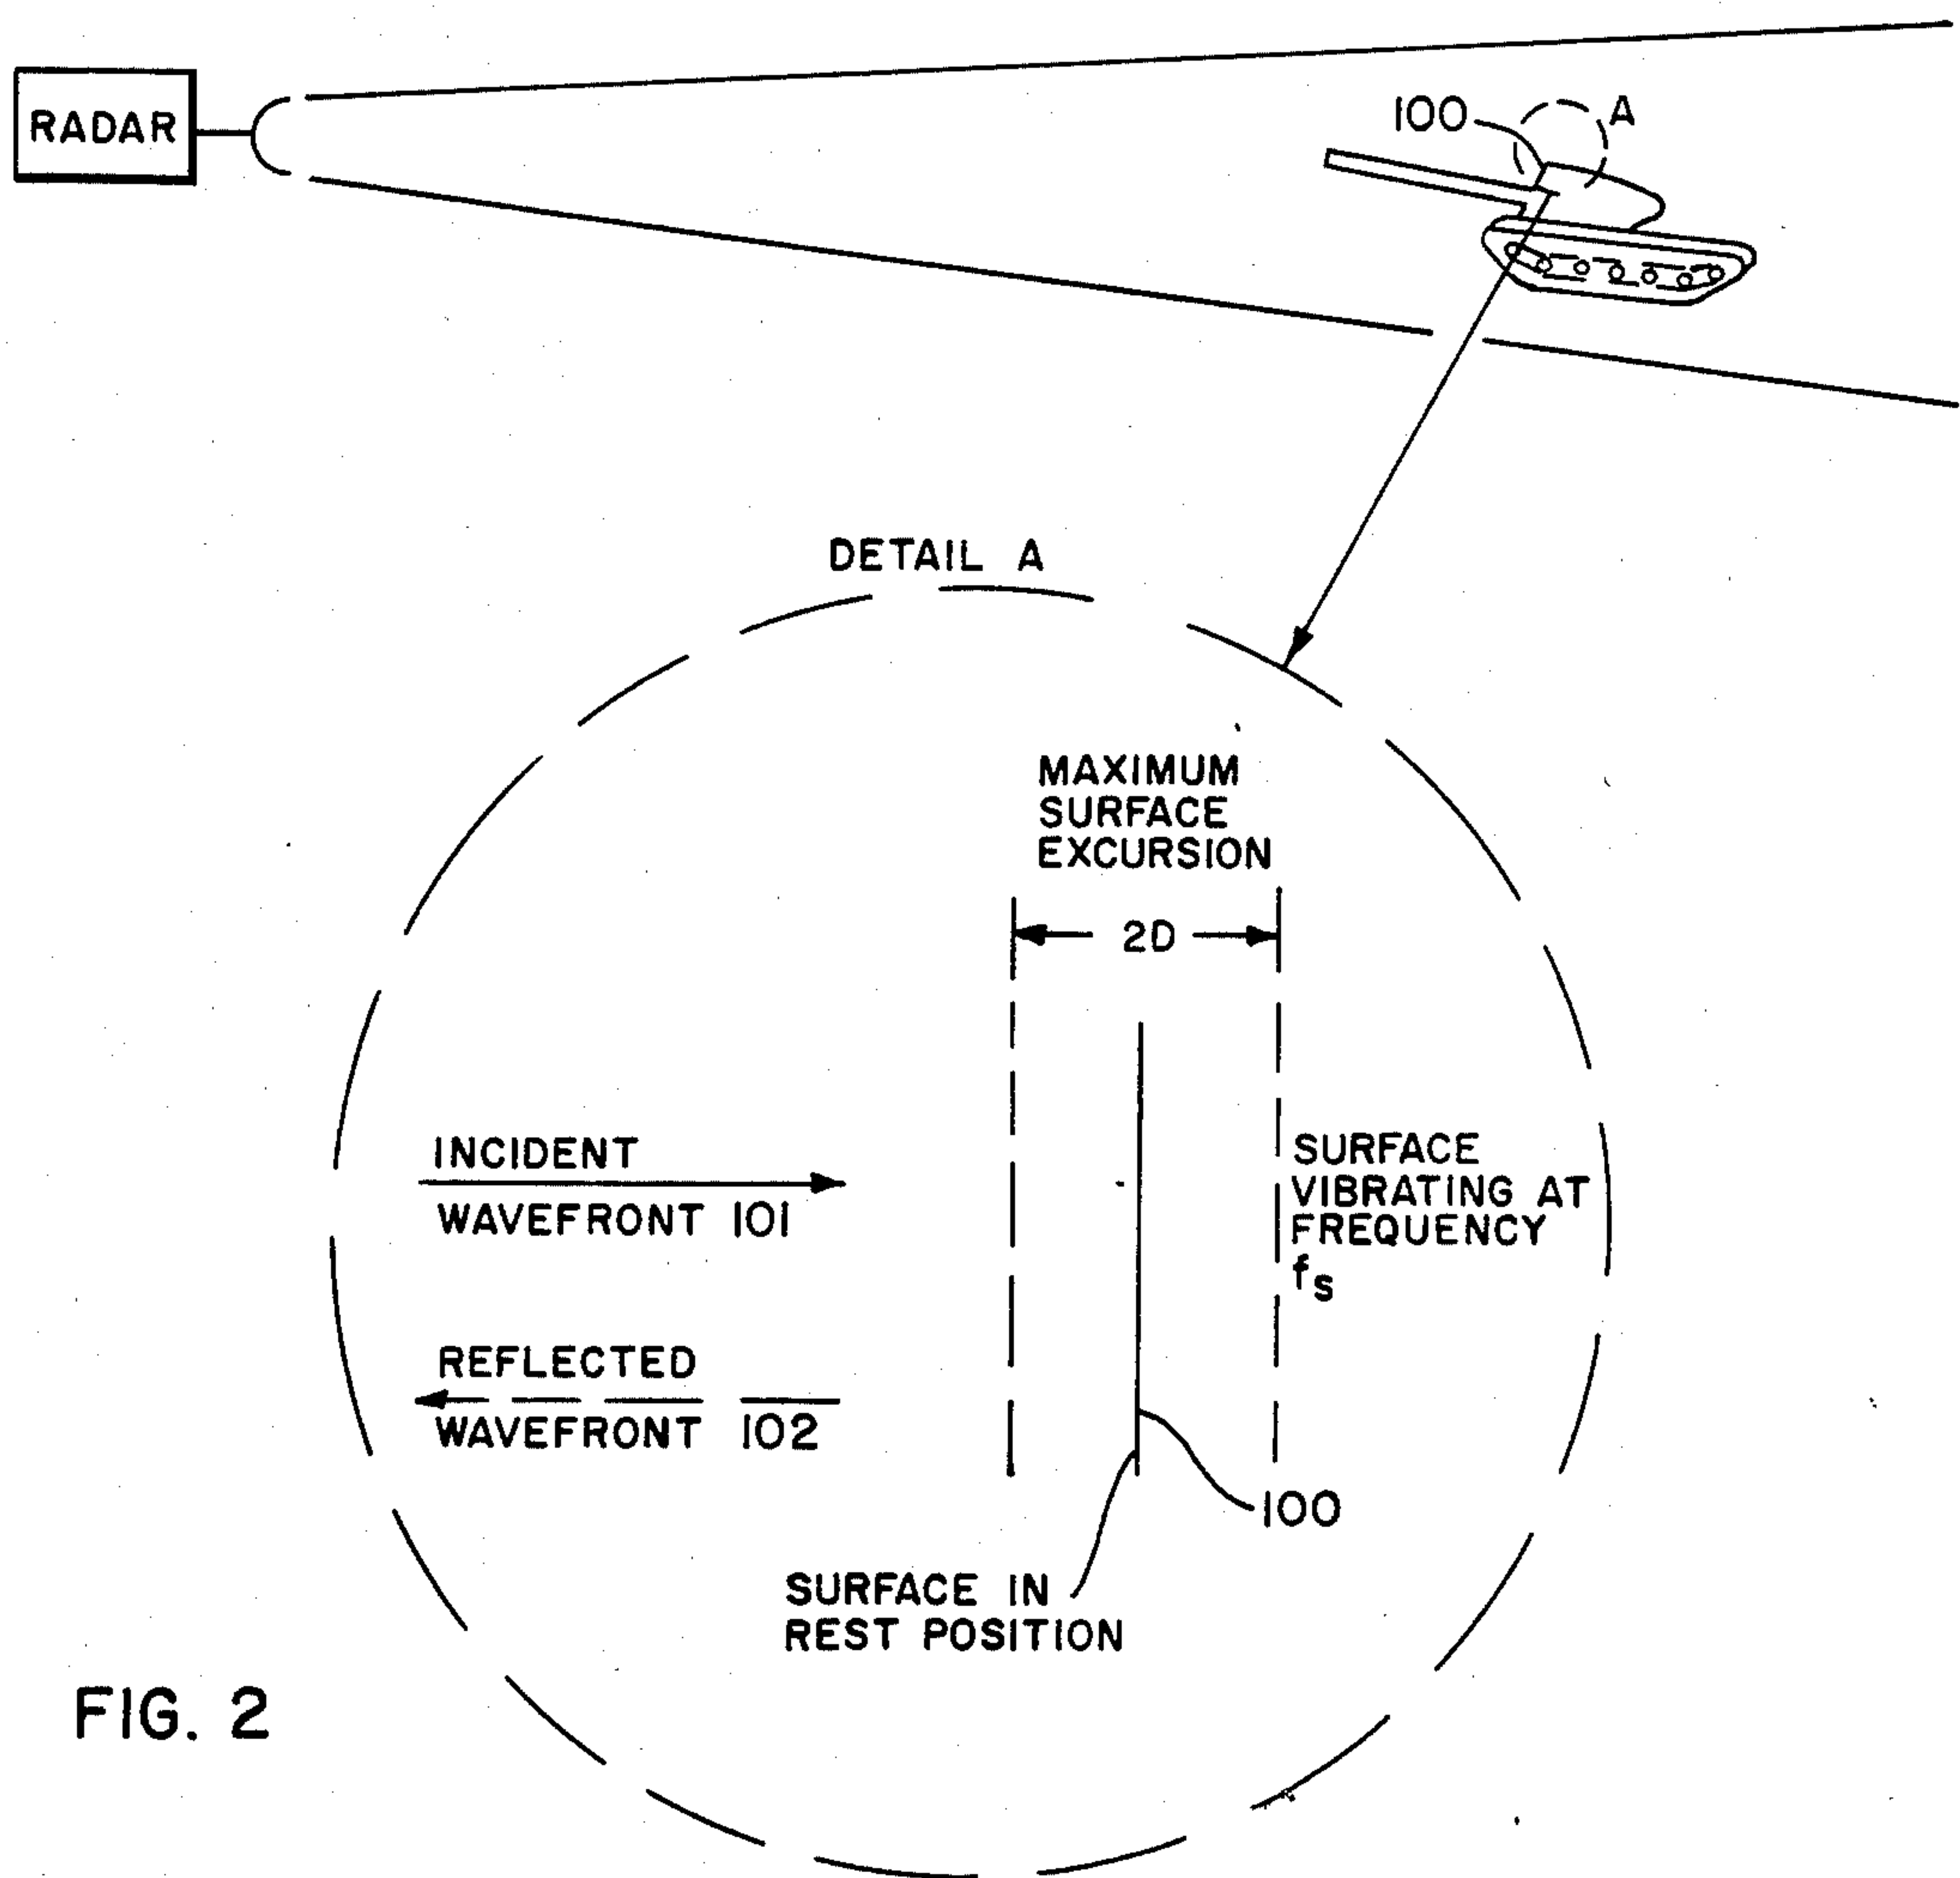 RADAR
100
A
DETAIL A
MAXIMUM
SURFACE
EXCURSION
2D
INCIDENT
WAVEFRONT 101
SURFACE
VIBRATING AT
FREQUENCY
fs
REFLECTED
WAVEFRONT 102
100
SURFACE IN
REST POSITION
FIG. 2